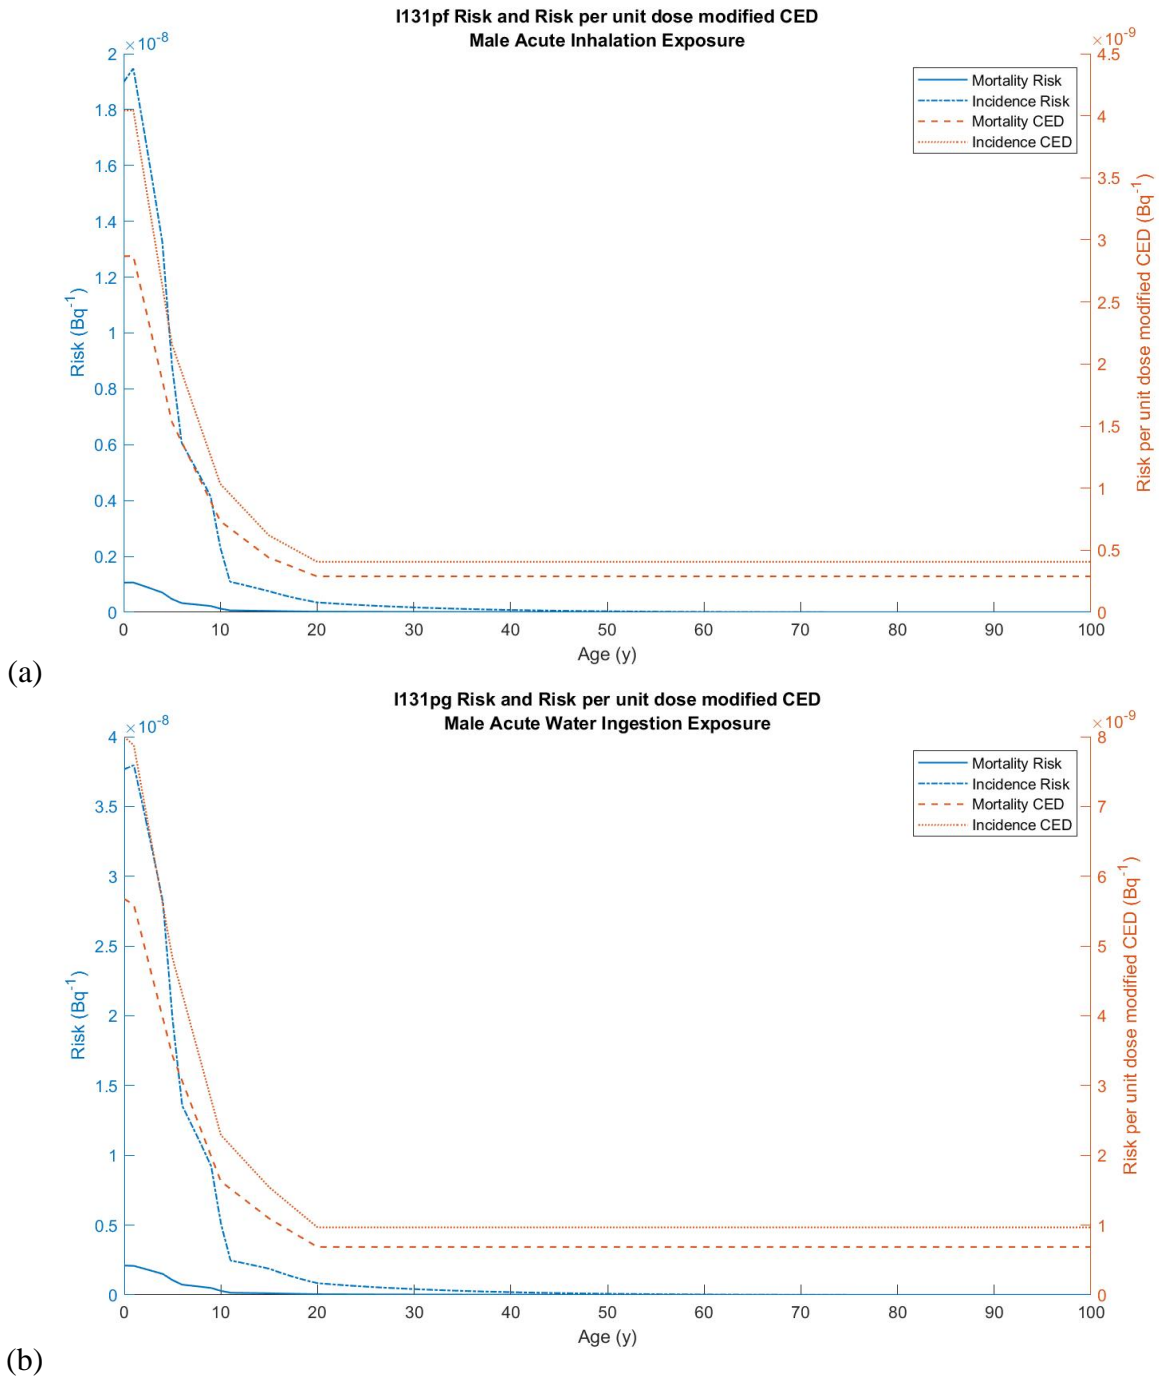 I131pf Risk and Risk per unit dose modified CED
Male Acute Inhalation Exposure
×10⁻⁸
×10⁻⁹
2
1.8
1.6
1.4
1.2
1
0.8
0.6
0.4
0.2
0
Risk (Bq⁻¹)
4.5
4
3.5
3
2.5
2
1.5
1
0.5
0
Risk per unit dose modified CED (Bq⁻¹)
Mortality Risk
Incidence Risk
Mortality CED
Incidence CED
0 10 20 30 40 50 60 70 80 90 100
Age (y)
(a)
I131pg Risk and Risk per unit dose modified CED
Male Acute Water Ingestion Exposure
×10⁻⁸
×10⁻⁹
4
3.5
3
2.5
2
1.5
1
0.5
0
Risk (Bq⁻¹)
8
7
6
5
4
3
2
1
0
Risk per unit dose modified CED (Bq⁻¹)
Mortality Risk
Incidence Risk
Mortality CED
Incidence CED
0 10 20 30 40 50 60 70 80 90 100
Age (y)
(b)